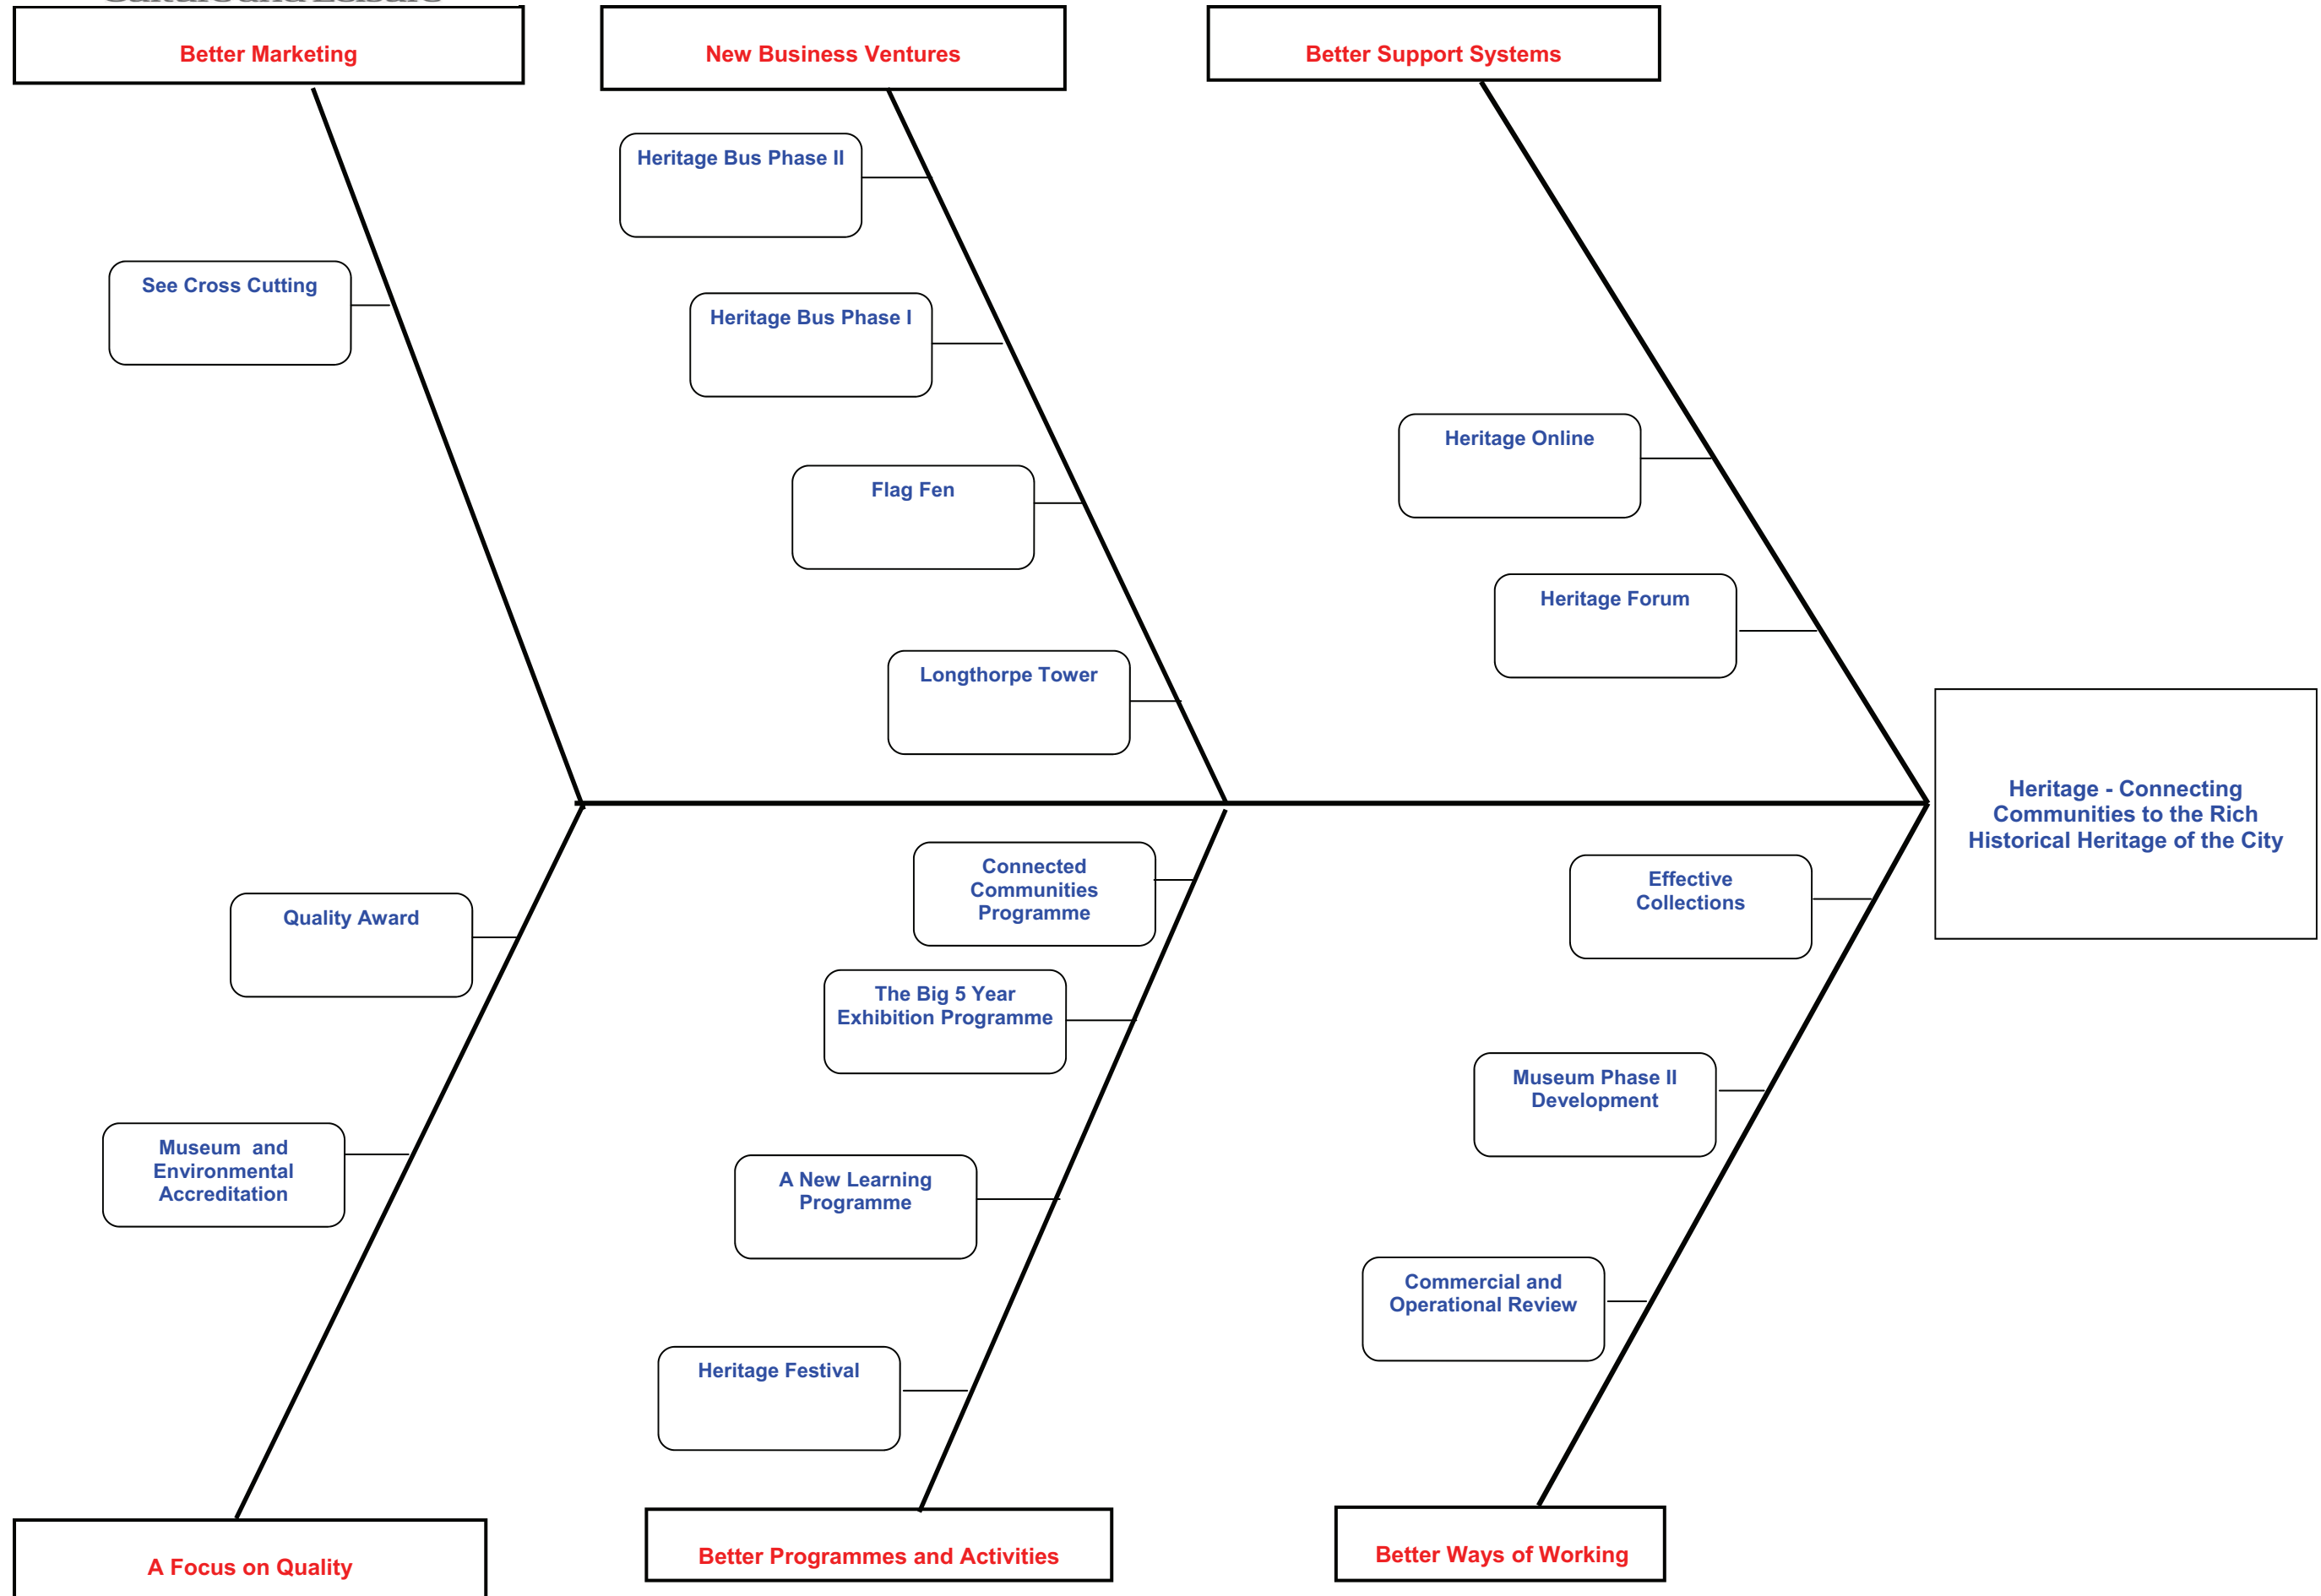 Better Marketing
New Business Ventures
Better Support Systems
Heritage Bus Phase II
See Cross Cutting
Heritage Bus Phase I
Heritage Online
Flag Fen
Heritage Forum
Longthorpe Tower
Heritage - Connecting
Communities to the Rich
Historical Heritage of the City
Connected
Communities
Programme
Effective
Collections
Quality Award
The Big 5 Year
Exhibition Programme
Museum Phase II
Development
Museum  and
Environmental
Accreditation
A New Learning
Programme
Commercial and
Operational Review
Heritage Festival
A Focus on Quality
Better Programmes and Activities
Better Ways of Working